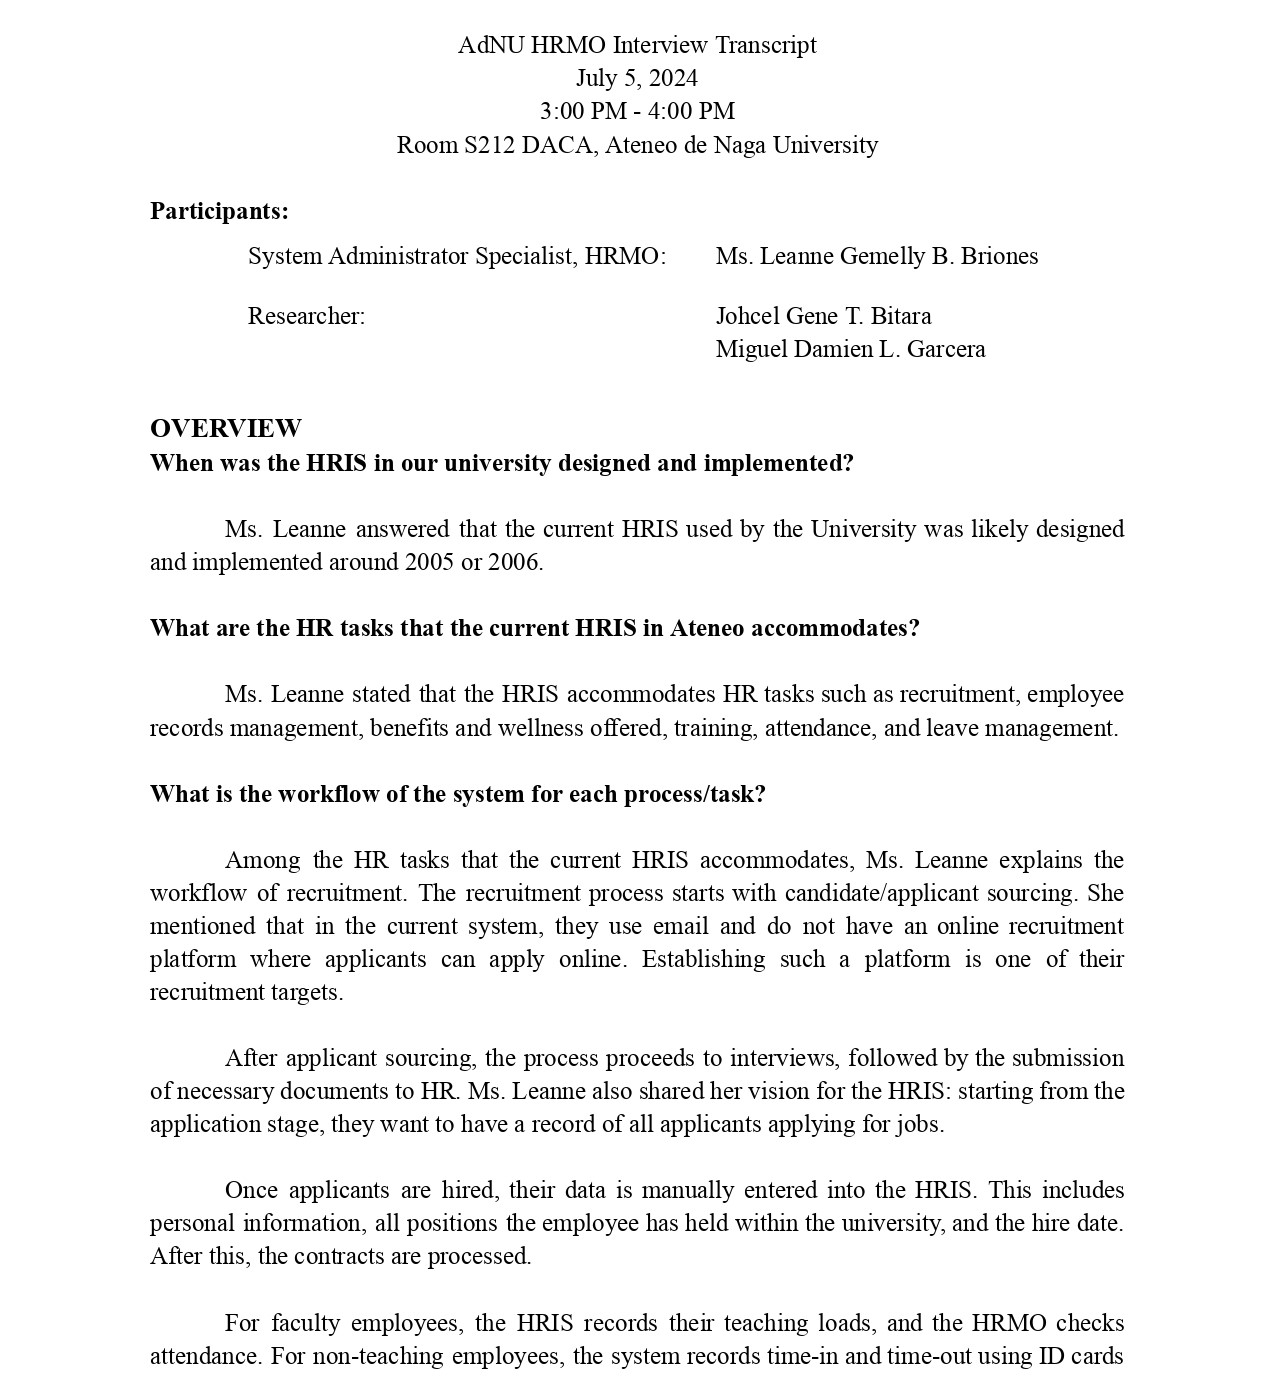 AdNU HRMO Interview Transcript
July 5, 2024
3:00 PM - 4:00 PM
Room S212 DACA, Ateneo de Naga University
Participants:
System Administrator Specialist, HRMO: Ms. Leanne Gemelly B. Briones
Researcher: Johcel Gene T. Bitara
Miguel Damien L. Garcera
OVERVIEW
When was the HRIS in our university designed and implemented?
Ms. Leanne answered that the current HRIS used by the University was likely designed
and implemented around 2005 or 2006.
What are the HR tasks that the current HRIS in Ateneo accommodates?
Ms. Leanne stated that the HRIS accommodates HR tasks such as recruitment, employee
records management, benefits and wellness offered, training, attendance, and leave management.
What is the workflow of the system for each process/task?
Among the HR tasks that the current HRIS accommodates, Ms. Leanne explains the
workflow of recruitment. The recruitment process starts with candidate/applicant sourcing. She
mentioned that in the current system, they use email and do not have an online recruitment
platform where applicants can apply online. Establishing such a platform is one of their
recruitment targets.
After applicant sourcing, the process proceeds to interviews, followed by the submission
of necessary documents to HR. Ms. Leanne also shared her vision for the HRIS: starting from the
application stage, they want to have a record of all applicants applying for jobs.
Once applicants are hired, their data is manually entered into the HRIS. This includes
personal information, all positions the employee has held within the university, and the hire date.
After this, the contracts are processed.
For faculty employees, the HRIS records their teaching loads, and the HRMO checks
attendance. For non-teaching employees, the system records time-in and time-out using ID cards